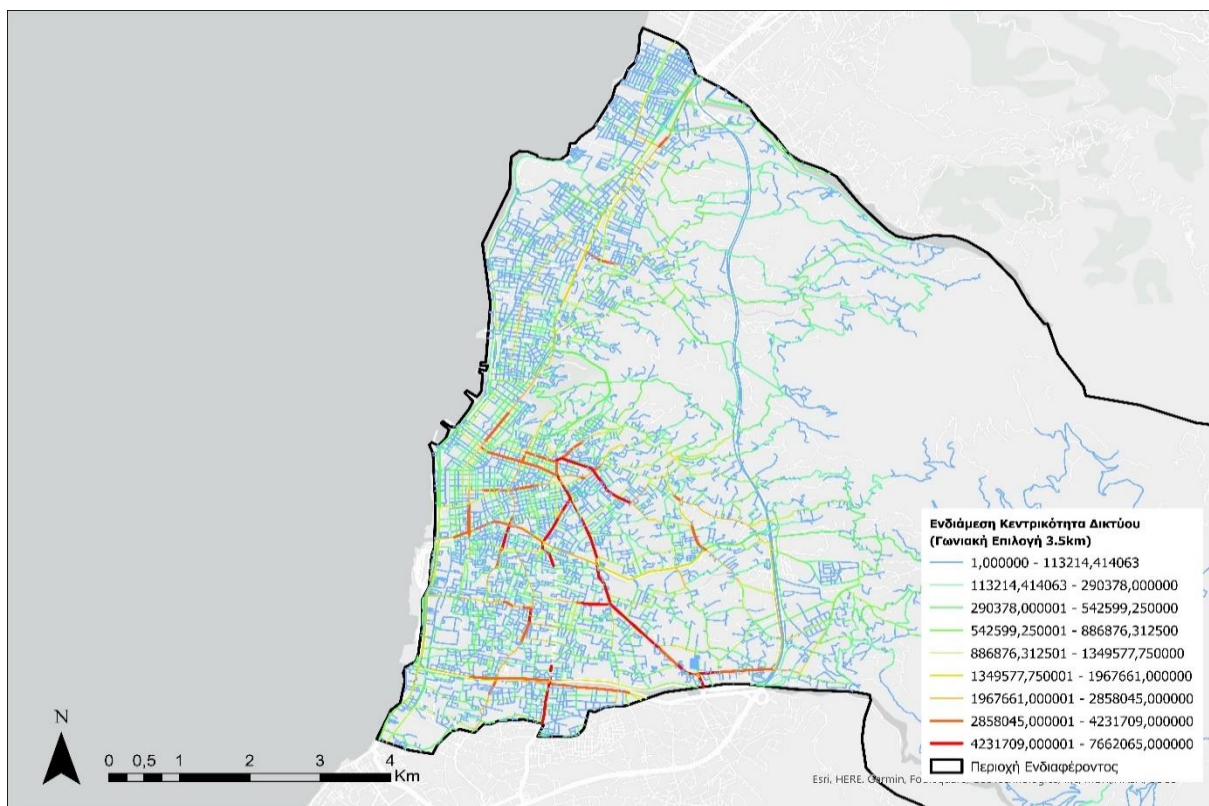 Ενδιάμεση Κεντρικότητα Δικτύου
(Γωνιακή Επιλογή 3.5km)
1,000000 - 113214,414063
113214,414063 - 290378,000000
290378,000001 - 542599,250000
542599,250001 - 886876,312500
886876,312501 - 1349577,750000
1349577,750001 - 1967661,000000
1967661,000001 - 2858045,000000
2858045,000001 - 4231709,000000
4231709,000001 - 7662065,000000
Περιοχή Ενδιαφέροντος
N
0 0,5 1 2 3 4
Km
Esri, HERE, Garmin,